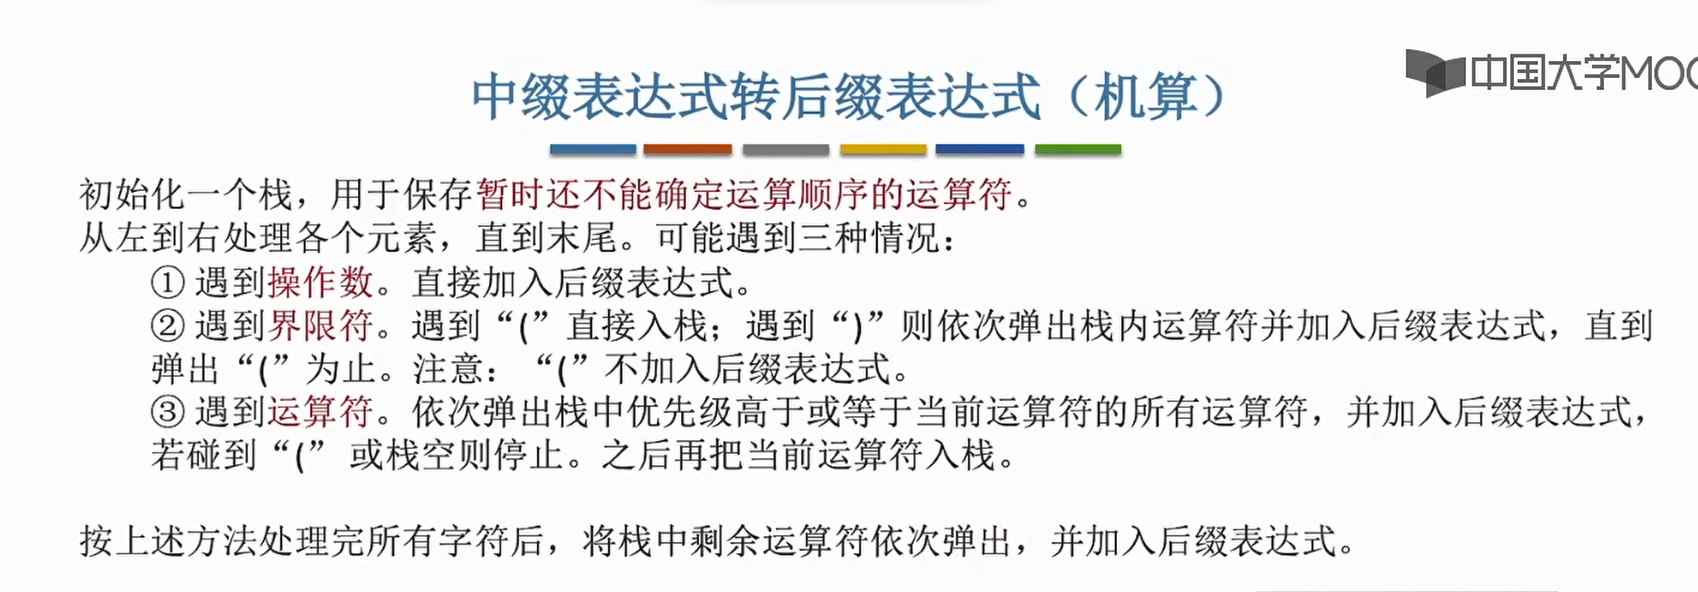 中国大学MOO
中缀表达式转后缀表达式（机算）
初始化一个栈，用于保存暂时还不能确定运算顺序的运算符。
从左到右处理各个元素，直到末尾。可能遇到三种情况：
① 遇到操作数。直接加入后缀表达式。
② 遇到界限符。遇到“(”直接入栈；遇到“)”则依次弹出栈内运算符并加入后缀表达式，直到
弹出“(”为止。注意：“(”不加入后缀表达式。
③ 遇到运算符。依次弹出栈中优先级高于或等于当前运算符的所有运算符，并加入后缀表达式，
若碰到“(” 或栈空则停止。之后再把当前运算符入栈。
按上述方法处理完所有字符后，将栈中剩余运算符依次弹出，并加入后缀表达式。